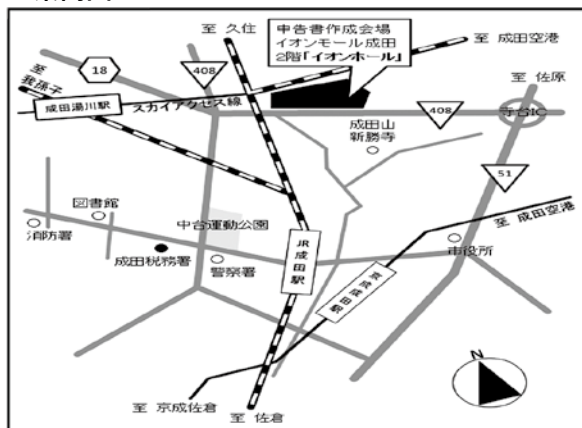 至 久住
申告書作成会場
イオンモール成田
2階「イオンホール」
至 成田空港
至 我孫子
18
408
至 佐原
成田湯川駅
スカイアクセス線
408
寺台IC
成田山
新勝寺
51
図書館
中台運動公園
至 成田空港
消防署
成田税務署
警察署
JR成田駅
京成成田駅
市役所
N
至 京成佐倉
至 佐倉